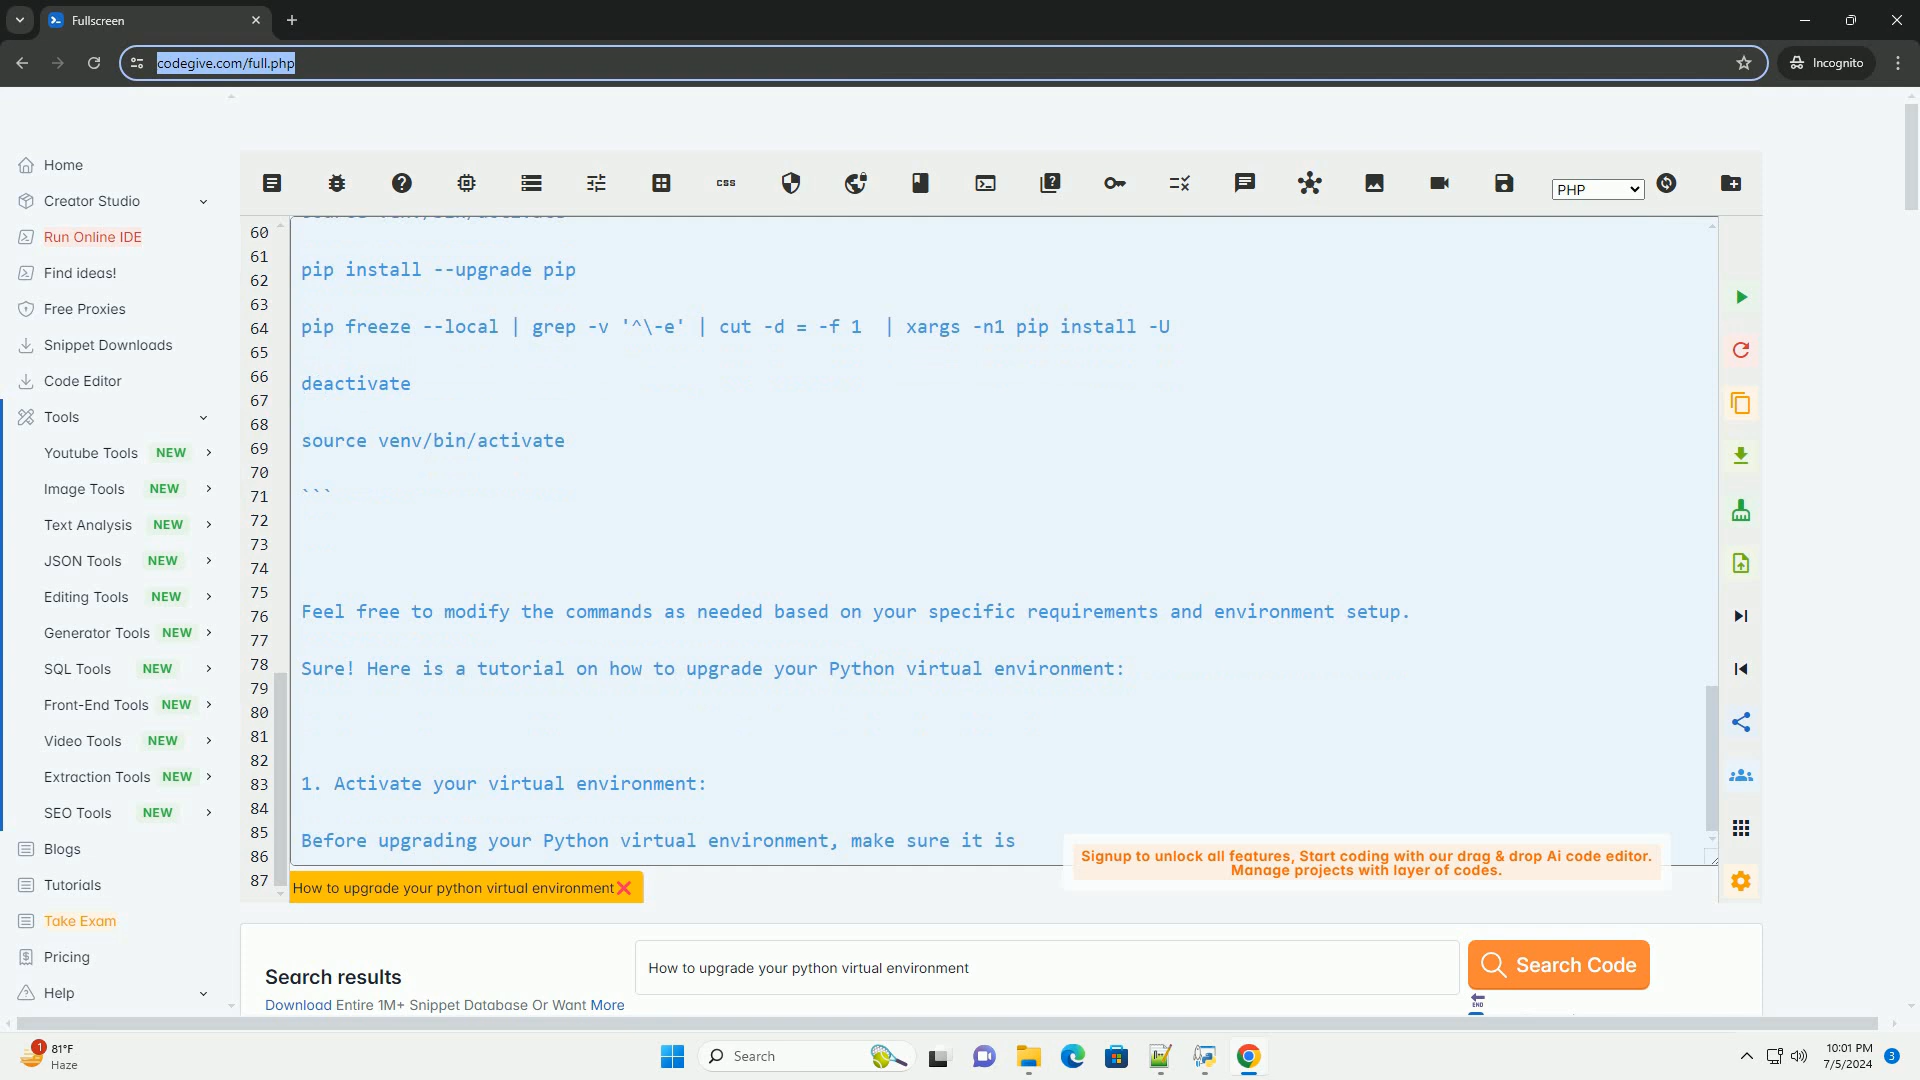 Fullscreen
codegive.com/full.php
Incognito
Home
Creator Studio
Run Online IDE
Find ideas!
Free Proxies
Snippet Downloads
Code Editor
Tools
Youtube Tools NEW
Image Tools NEW
Text Analysis NEW
JSON Tools NEW
Editing Tools NEW
Generator Tools NEW
SQL Tools NEW
Front-End Tools NEW
Video Tools NEW
Extraction Tools NEW
SEO Tools NEW
Blogs
Tutorials
Take Exam
Pricing
Help
css
PHP
60
61
62
63
64
65
66
67
68
69
70
71
72
73
74
75
76
77
78
79
80
81
82
83
84
85
86
87
pip install --upgrade pip
pip freeze --local | grep -v '^\-e' | cut -d = -f 1  | xargs -n1 pip install -U
deactivate
source venv/bin/activate
```
Feel free to modify the commands as needed based on your specific requirements and environment setup.
Sure! Here is a tutorial on how to upgrade your Python virtual environment:
1. Activate your virtual environment:
Before upgrading your Python virtual environment, make sure it is
Signup to unlock all features, Start coding with our drag & drop Ai code editor.
Manage projects with layer of codes.
How to upgrade your python virtual environment
Search results
How to upgrade your python virtual environment
Search Code
Download Entire 1M+ Snippet Database Or Want More
END
1
81°F
Haze
Search
10:01 PM
7/5/2024
3